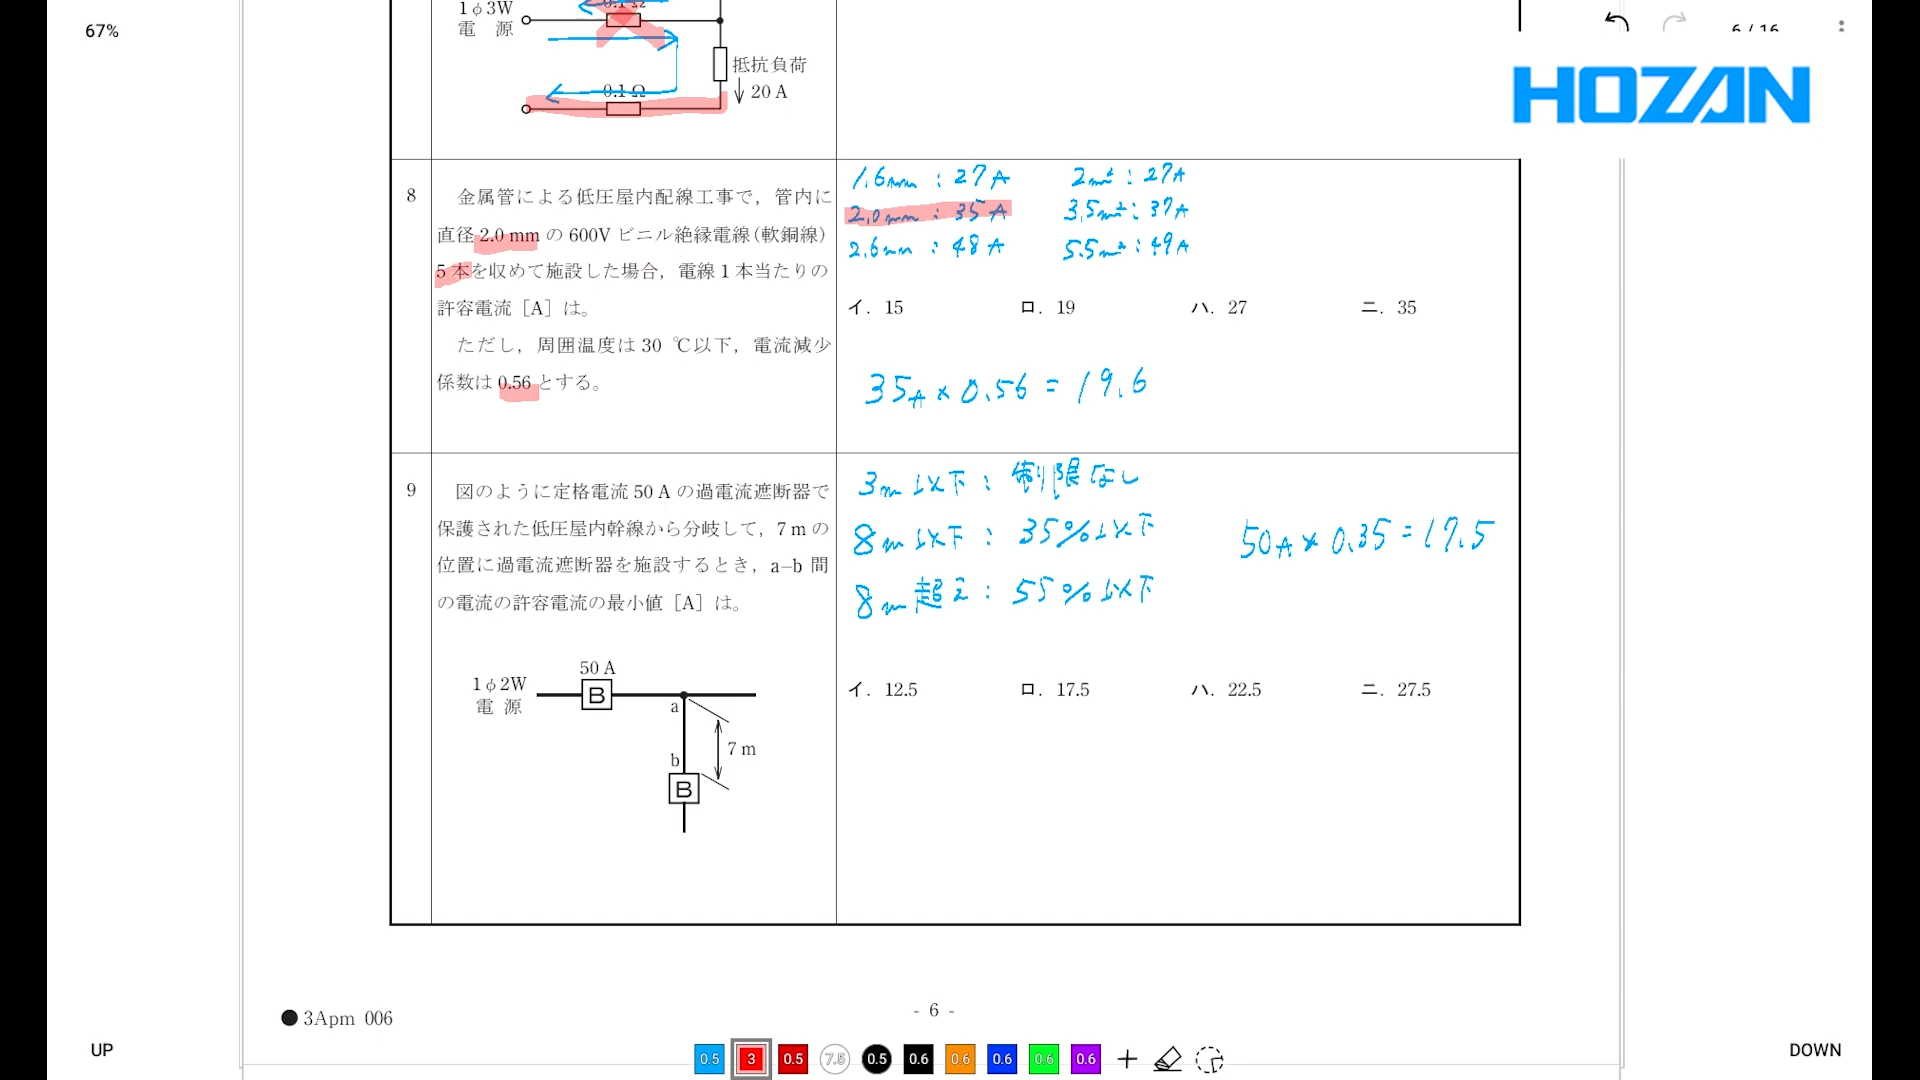 67%
6 / 16
HOZAN
1φ3W
電 源
0.1 Ω
抵抗負荷
20 A
0.1 Ω
8
金属管による低圧屋内配線工事で，管内に
直径 2.0 mm の 600V ビニル絶縁電線（軟銅線）
5 本を収めて施設した場合，電線 1 本当たりの
許容電流［A］は。
ただし，周囲温度は 30 ℃以下，電流減少
係数は 0.56 とする。
1.6mm : 27A 2m² : 27A
2.0mm : 35A 3.5m² : 37A
2.6mm : 48A 5.5m² : 49A
イ．15 ロ．19 ハ．27 ニ．35
35A × 0.56 = 19.6
9
図のように定格電流 50 A の過電流遮断器で
保護された低圧屋内幹線から分岐して，7 m の
位置に過電流遮断器を施設するとき，a−b 間
の電流の許容電流の最小値［A］は。
50 A
1φ2W
電 源
B
a
7 m
b
B
3m以下 : 制限なし
8m以下 : 35%以下 50A × 0.35 = 17.5
8m超え : 55%以下
イ．12.5 ロ．17.5 ハ．22.5 ニ．27.5
●3Apm 006
- 6 -
UP
DOWN
0.5 3 0.5 7.5 0.5 0.6 0.6 0.6 0.6 0.6